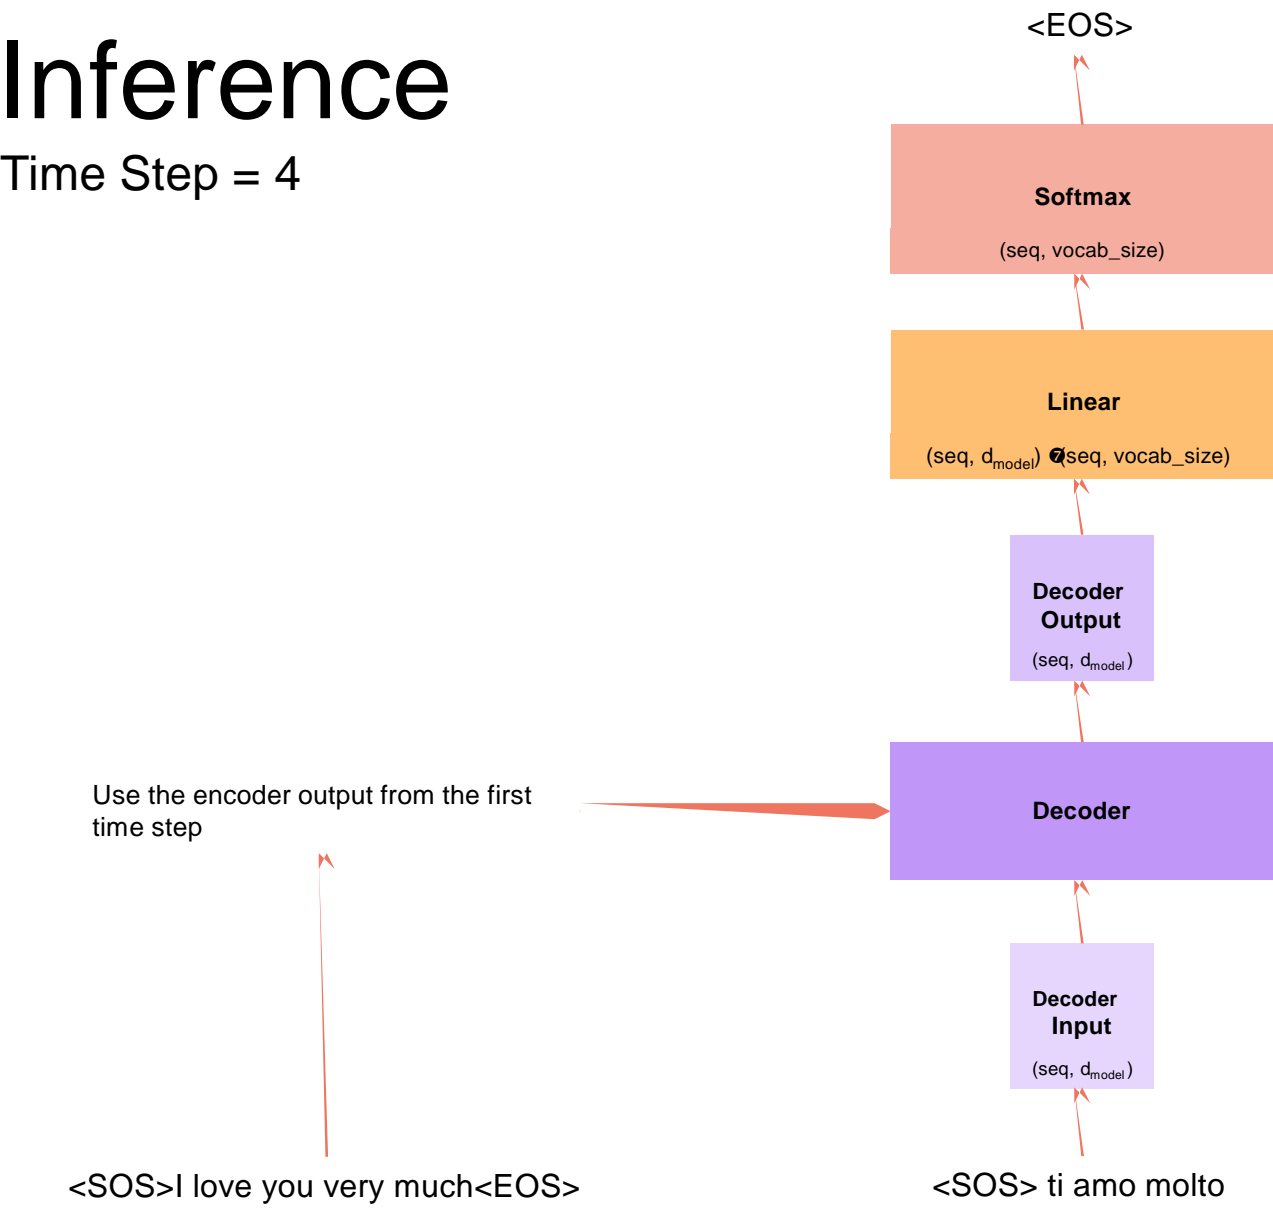 Inference
Time Step = 4
<EOS>
Softmax
(seq, vocab_size)
Linear
(seq, dmodel) ❼(seq, vocab_size)
Decoder
Output
(seq, dmodel)
Use the encoder output from the first
time step
Decoder
Decoder
Input
(seq, dmodel)
<SOS>I love you very much<EOS>
<SOS> ti amo molto